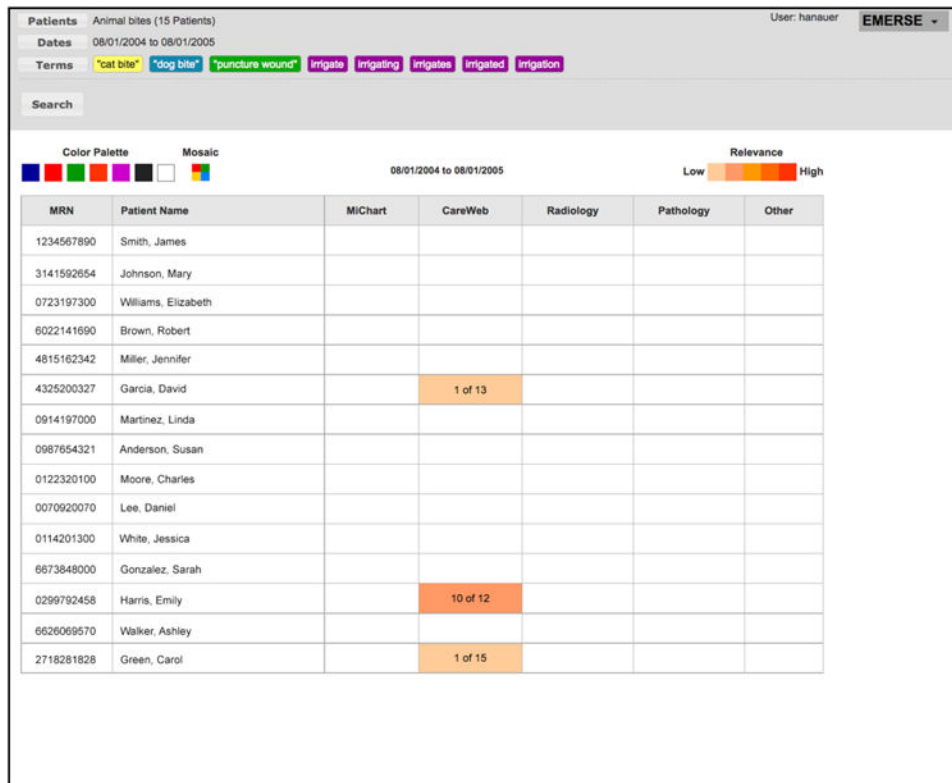 Patients Animal bites (15 Patients) User: hanauer EMERSE
Dates 08/01/2004 to 08/01/2005
Terms "cat bite" "dog bite" "puncture wound" irrigate irrigating irrigates irrigated irrigation
Search
Color Palette Mosaic Relevance
08/01/2004 to 08/01/2005 Low High
MRN Patient Name MiChart CareWeb Radiology Pathology Other
1234567890 Smith, James
3141592654 Johnson, Mary
0723197300 Williams, Elizabeth
6022141690 Brown, Robert
4815162342 Miller, Jennifer
4325200327 Garcia, David 1 of 13
0914197000 Martinez, Linda
0987654321 Anderson, Susan
0122320100 Moore, Charles
0070920070 Lee, Daniel
0114201300 White, Jessica
6673848000 Gonzalez, Sarah
0299792458 Harris, Emily 10 of 12
6626069570 Walker, Ashley
2718281828 Green, Carol 1 of 15